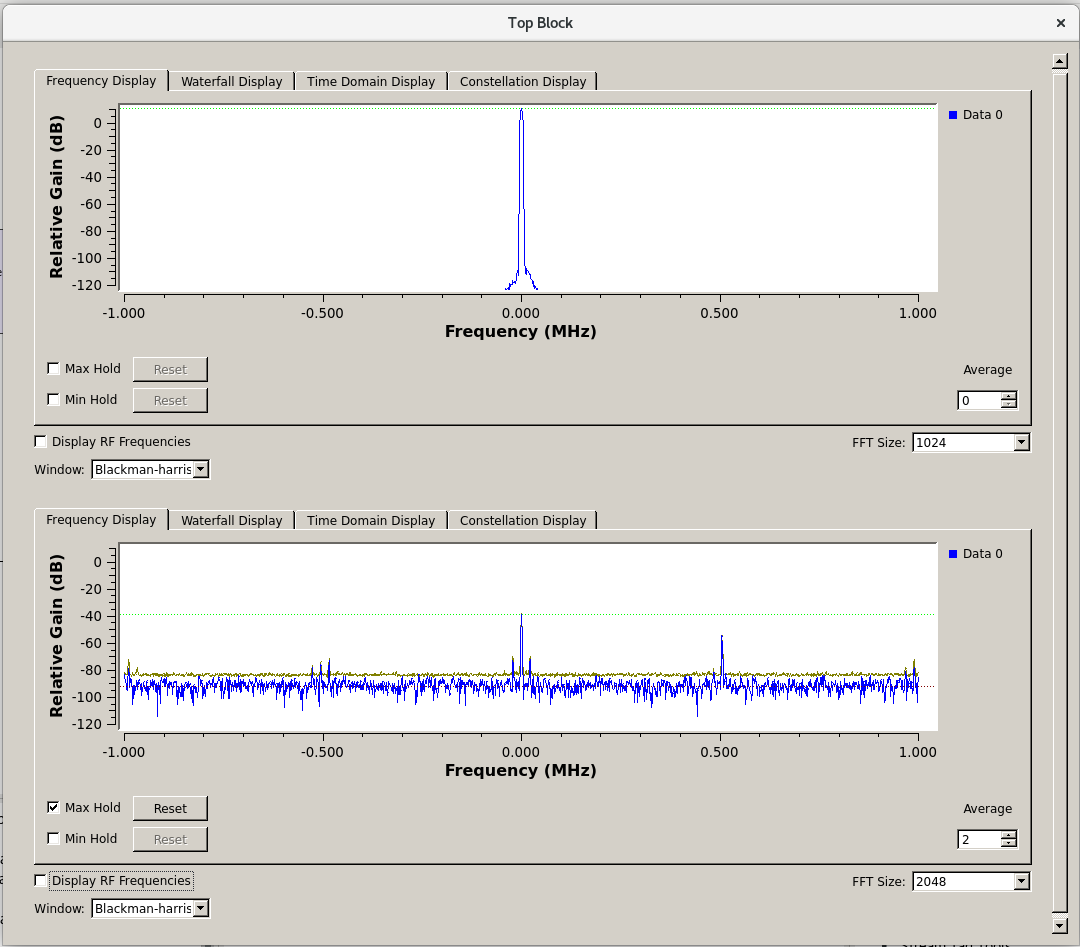 Top Block
Frequency Display Waterfall Display Time Domain Display Constellation Display
Relative Gain (dB)
0
-20
-40
-60
-80
-100
-120
Data 0
-1.000 -0.500 0.000 0.500 1.000
Frequency (MHz)
Max Hold Reset
Min Hold Reset
Average
0
Display RF Frequencies
FFT Size: 1024
Window: Blackman-harris
Frequency Display Waterfall Display Time Domain Display Constellation Display
Relative Gain (dB)
0
-20
-40
-60
-80
-100
-120
Data 0
-1.000 -0.500 0.000 0.500 1.000
Frequency (MHz)
Max Hold Reset
Min Hold Reset
Average
2
Display RF Frequencies
FFT Size: 2048
Window: Blackman-harris